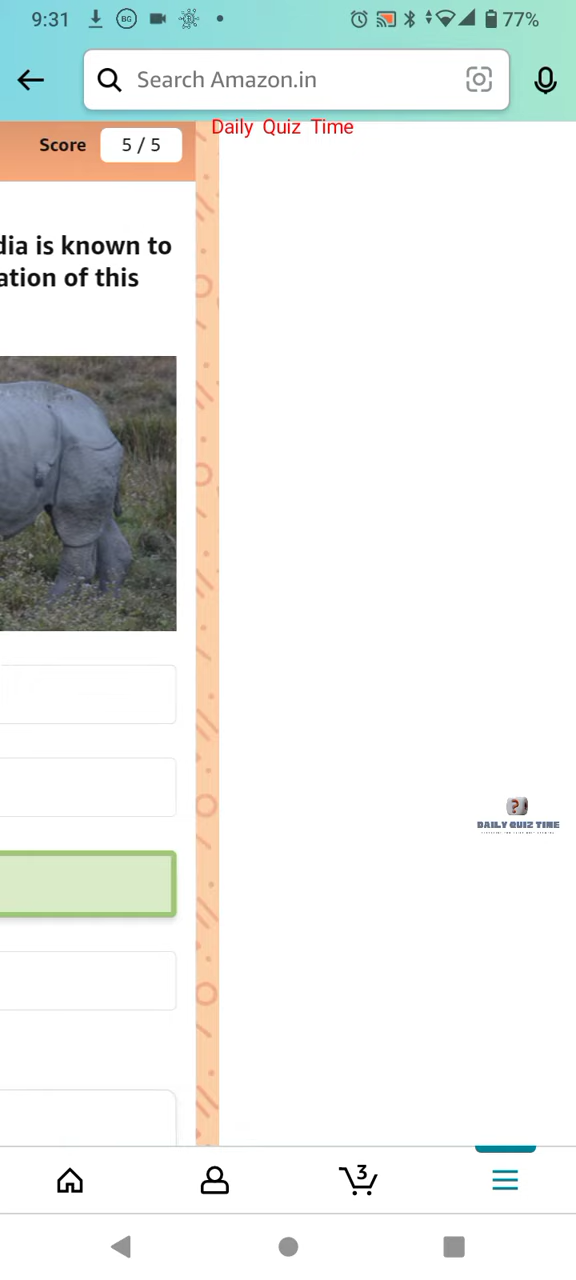 9:31
BG
77%
Search Amazon.in
Daily Quiz Time
Score 5 / 5
dia is known to
ation of this
DAILY QUIZ TIME
3